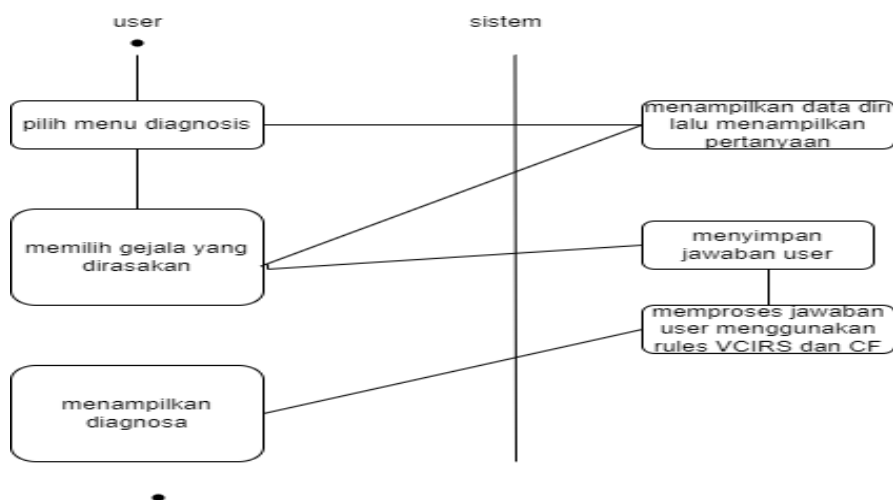 user
sistem
pilih menu diagnosis
menampilkan data diri
lalu menampilkan
pertanyaan
memilih gejala yang
dirasakan
menyimpan
jawaban user
memproses jawaban
user menggunakan
rules VCIRS dan CF
menampilkan
diagnosa